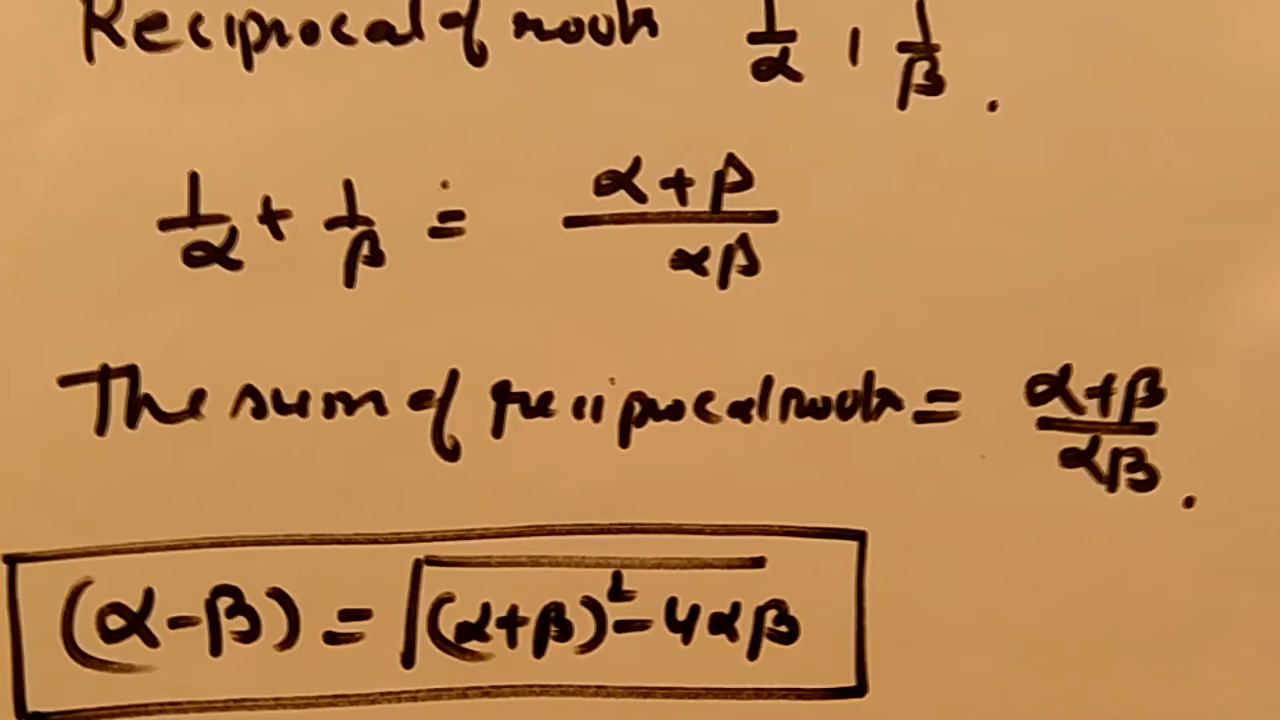 Reciprocal of roots 1/α , 1/β .
1/α + 1/β = α+β/αβ
The sum of reciprocal roots = α+β/αβ .
(α-β) = √(α+β)²-4αβ